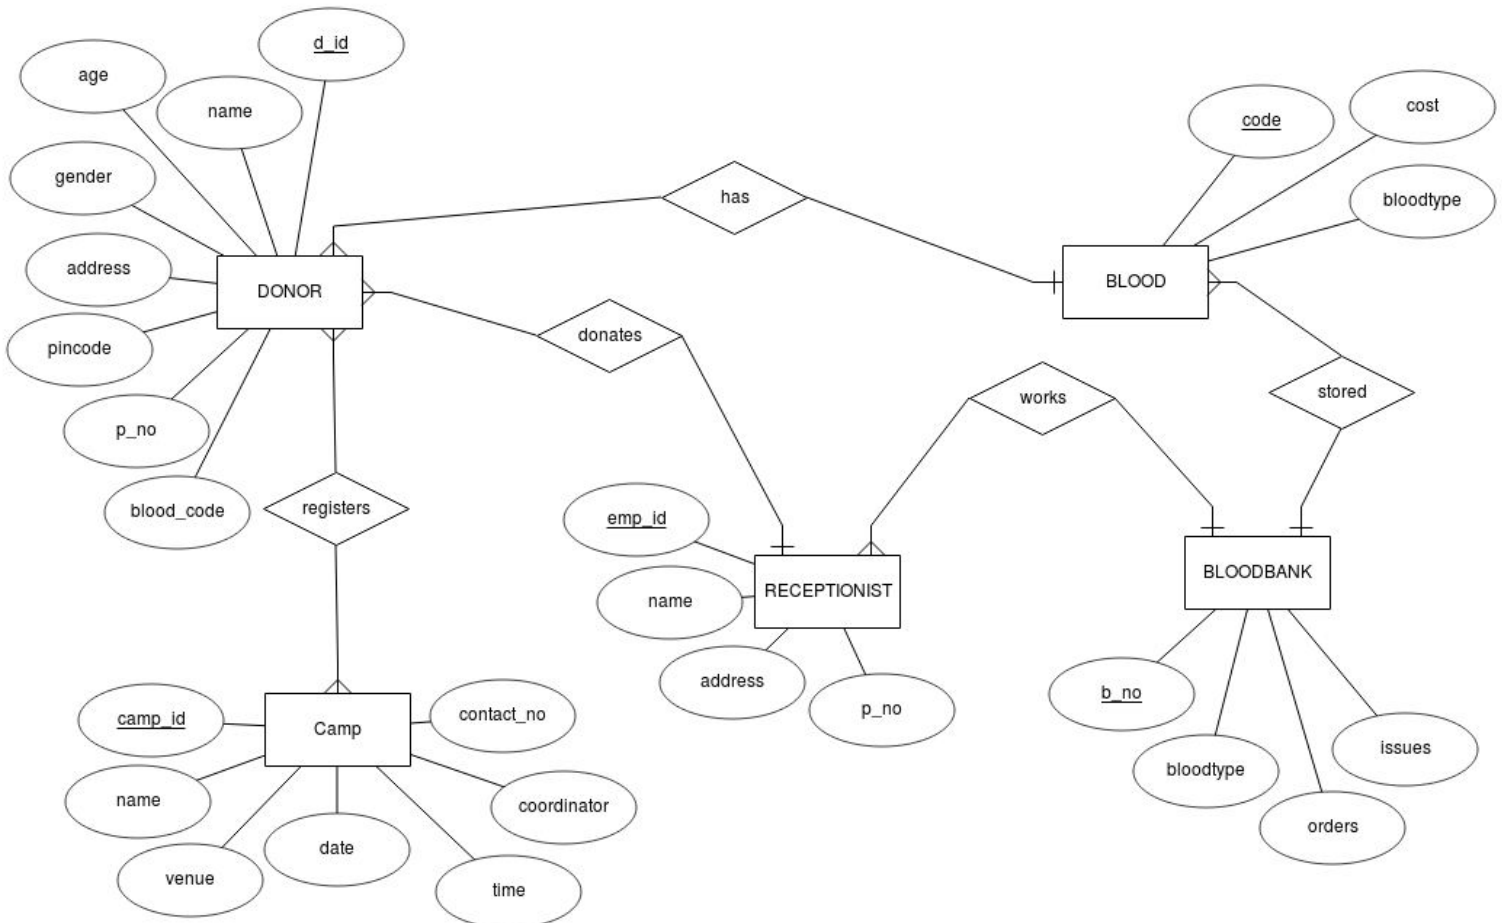 d_id
age
name
gender
address
pincode
p_no
blood_code
DONOR
has
code
cost
bloodtype
BLOOD
donates
works
stored
registers
emp_id
name
address
p_no
RECEPTIONIST
BLOODBANK
b_no
bloodtype
orders
issues
camp_id
contact_no
Camp
name
coordinator
venue
date
time